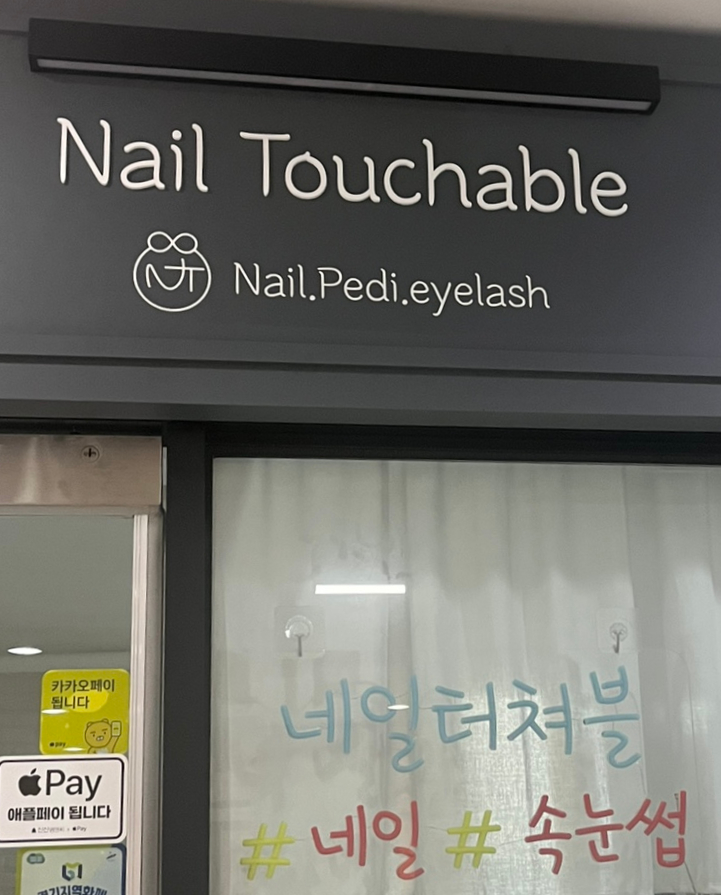 Nail Touchable
NT Nail.Pedi.eyelash
네일터쳐블
#네일 #속눈썹
카카오페이
됩니다
pay
Pay
애플페이 됩니다